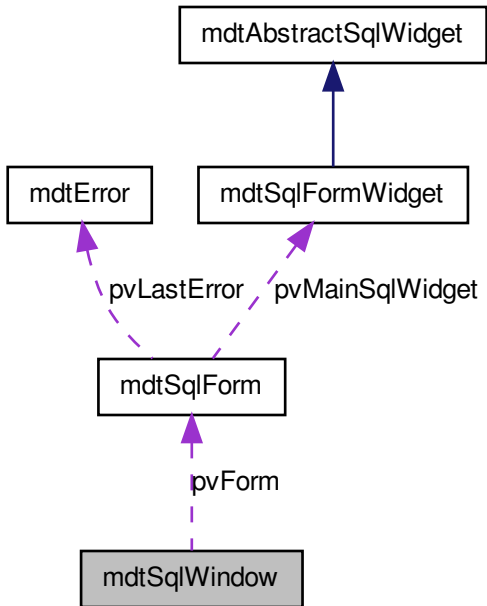 mdtAbstractSqlWidget
mdtError
mdtSqlFormWidget
pvLastError
pvMainSqlWidget
mdtSqlForm
pvForm
mdtSqlWindow